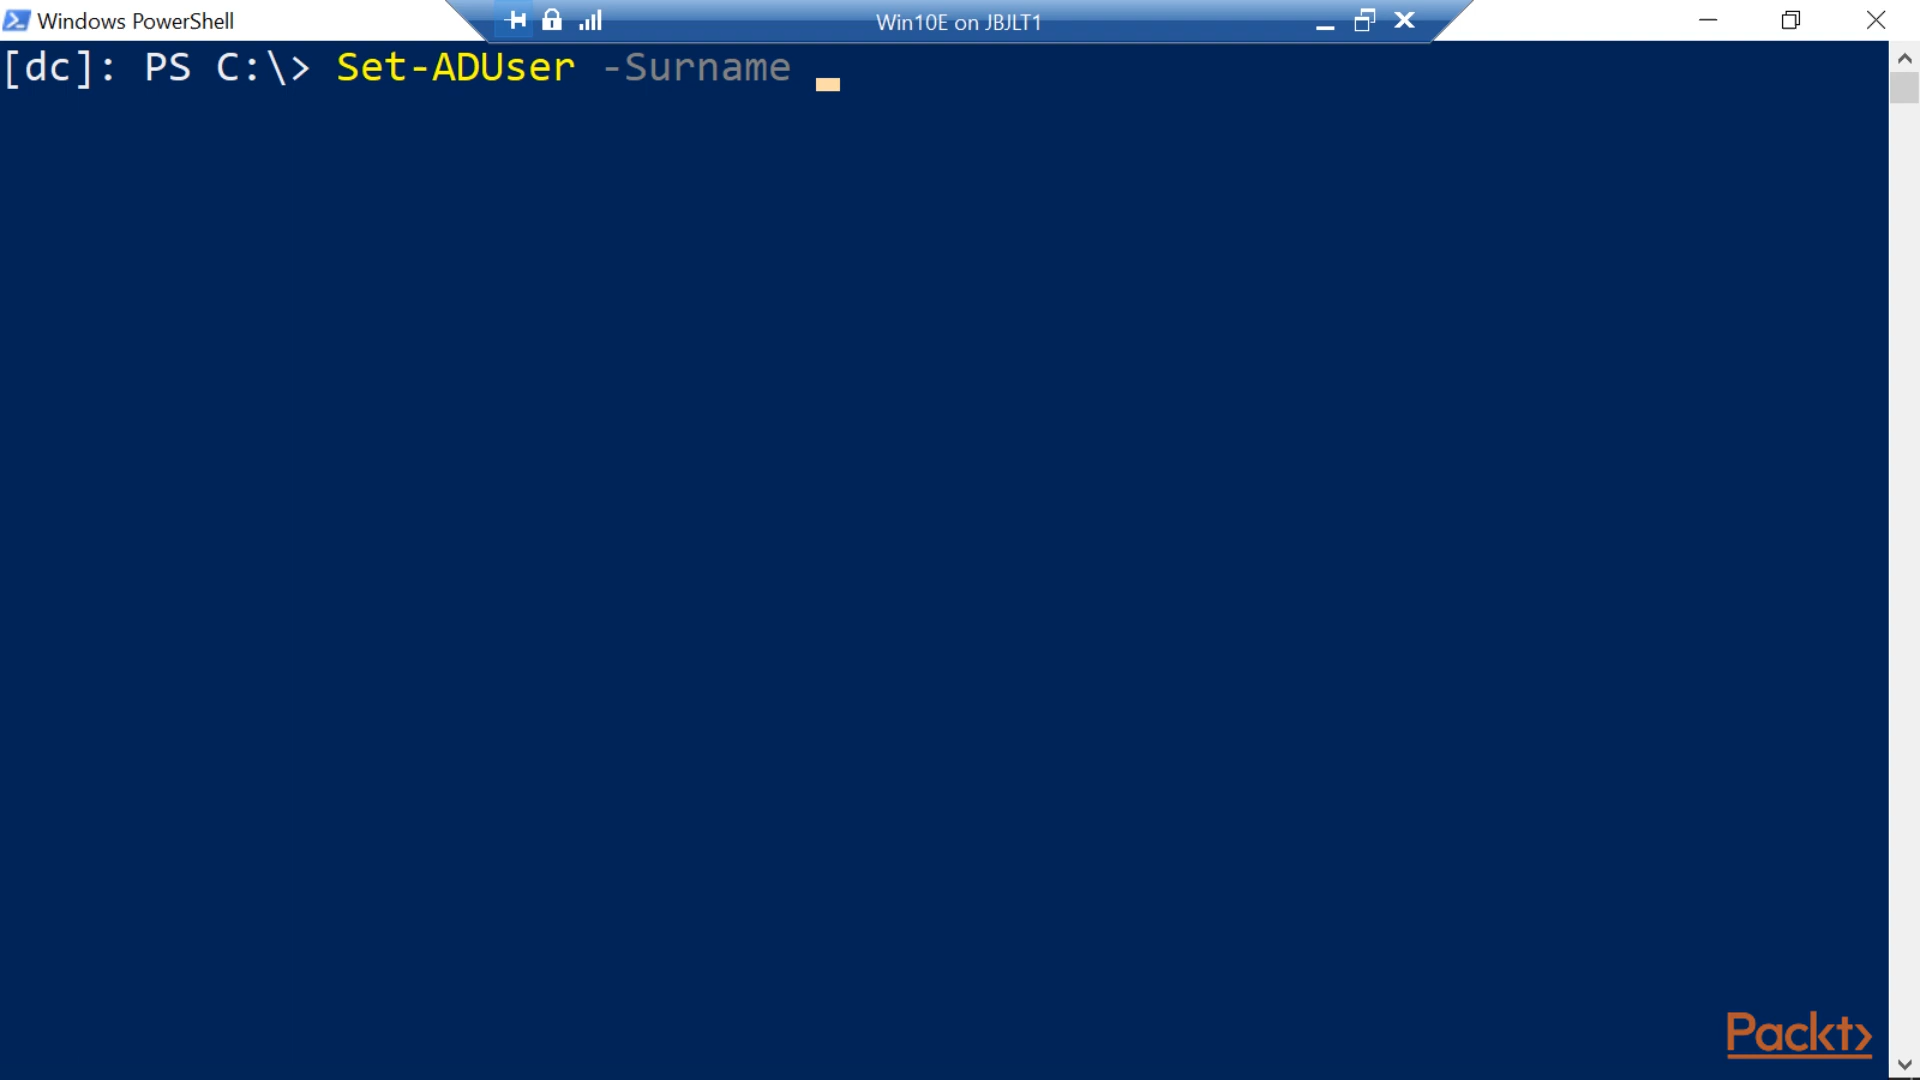 Windows PowerShell
Win10E on JBJLT1
[dc]: PS C:\> Set-ADUser -Surname
Packt>